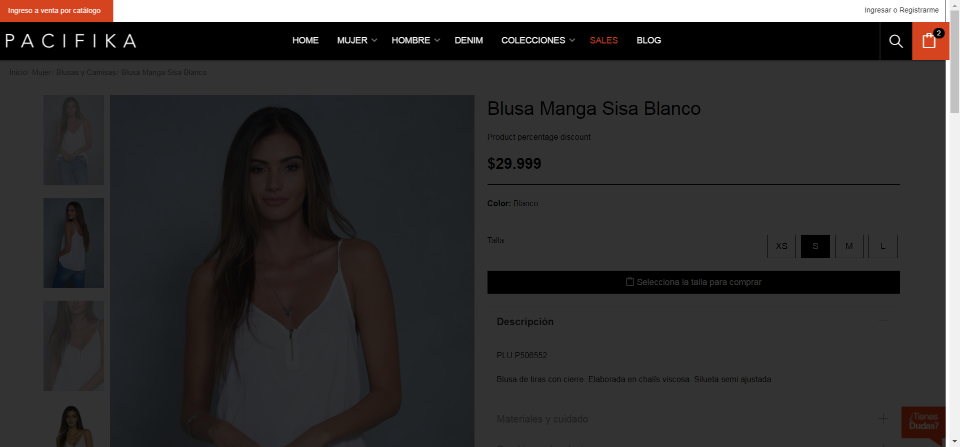 Ingreso a venta por catálogo
Ingresar o Registrarme
PACIFIKA
HOME MUJER HOMBRE DENIM COLECCIONES SALES BLOG
2
Inicio Mujer Blusas y Camisas Blusa Manga Sisa Blanco
Blusa Manga Sisa Blanco
Product percentage discount
$29.999
Color: Blanco
Talla
XS S M L
Selecciona la talla para comprar
Descripción
PLU:P508552
Blusa de tiras con cierre. Elaborada en chalis viscosa. Silueta semi ajustada
Materiales y cuidado
¿Tienes
Dudas?